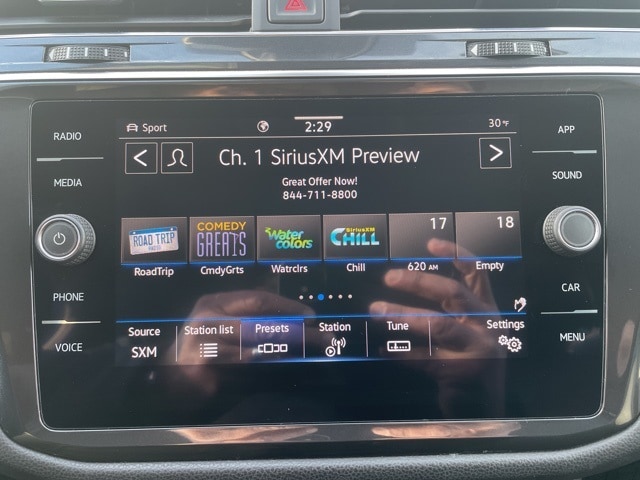 Sport 2:29 30°F
RADIO
MEDIA
PHONE
VOICE
Ch. 1 SiriusXM Preview
Great Offer Now!
844-711-8800
ROAD TRIP
RADIO
COMEDY
GREATS
Water
colors
SiriusXM
CHILL
17
18
RoadTrip CmdyGrts Watrclrs Chill 620 AM Empty
Source
SXM
Station list
Presets
Station
Tune
Settings
APP
SOUND
CAR
MENU